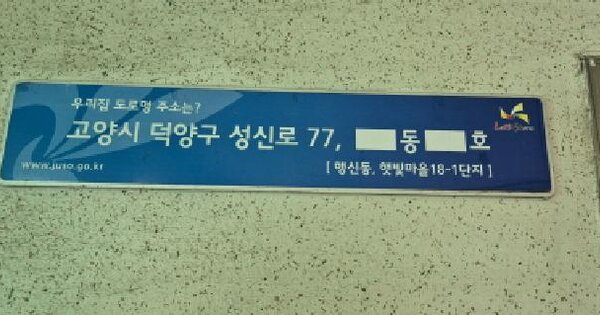 우리집 도로명 주소는?
고양시 덕양구 성신로 77, 동 호
www.juso.go.kr
[ 행신동, 햇빛마을18-1단지 ]